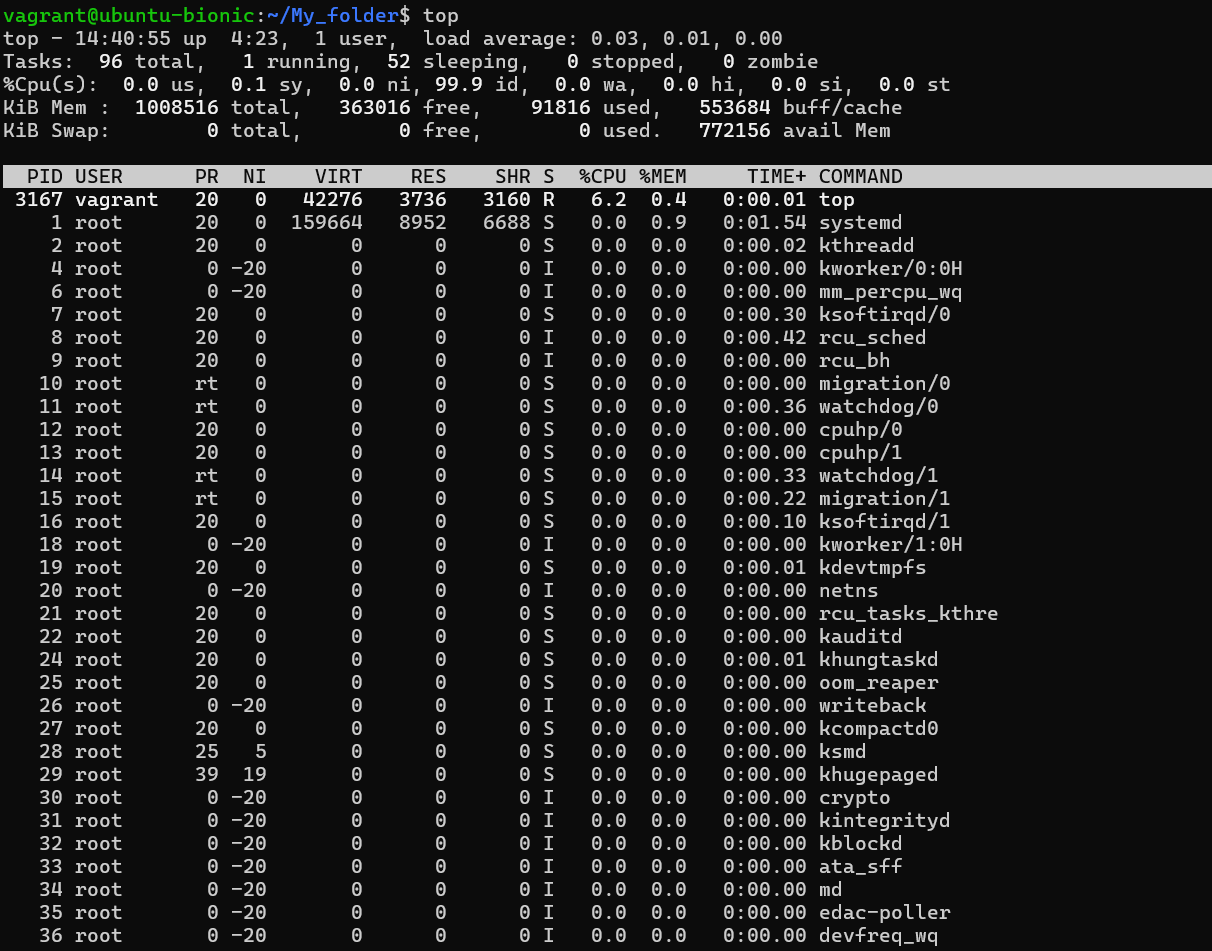 vagrant@ubuntu-bionic:~/My_folder$ top
top - 14:40:55 up  4:23,  1 user,  load average: 0.03, 0.01, 0.00
Tasks:  96 total,   1 running,  52 sleeping,   0 stopped,   0 zombie
%Cpu(s):  0.0 us,  0.1 sy,  0.0 ni, 99.9 id,  0.0 wa,  0.0 hi,  0.0 si,  0.0 st
KiB Mem :  1008516 total,   363016 free,    91816 used,   553684 buff/cache
KiB Swap:        0 total,        0 free,        0 used.   772156 avail Mem

  PID USER      PR  NI    VIRT    RES    SHR S  %CPU %MEM     TIME+ COMMAND
 3167 vagrant   20   0   42276   3736   3160 R   6.2  0.4   0:00.01 top
    1 root      20   0  159664   8952   6688 S   0.0  0.9   0:01.54 systemd
    2 root      20   0       0      0      0 S   0.0  0.0   0:00.02 kthreadd
    4 root       0 -20       0      0      0 I   0.0  0.0   0:00.00 kworker/0:0H
    6 root       0 -20       0      0      0 I   0.0  0.0   0:00.00 mm_percpu_wq
    7 root      20   0       0      0      0 S   0.0  0.0   0:00.30 ksoftirqd/0
    8 root      20   0       0      0      0 I   0.0  0.0   0:00.42 rcu_sched
    9 root      20   0       0      0      0 I   0.0  0.0   0:00.00 rcu_bh
   10 root      rt   0       0      0      0 S   0.0  0.0   0:00.00 migration/0
   11 root      rt   0       0      0      0 S   0.0  0.0   0:00.36 watchdog/0
   12 root      20   0       0      0      0 S   0.0  0.0   0:00.00 cpuhp/0
   13 root      20   0       0      0      0 S   0.0  0.0   0:00.00 cpuhp/1
   14 root      rt   0       0      0      0 S   0.0  0.0   0:00.33 watchdog/1
   15 root      rt   0       0      0      0 S   0.0  0.0   0:00.22 migration/1
   16 root      20   0       0      0      0 S   0.0  0.0   0:00.10 ksoftirqd/1
   18 root       0 -20       0      0      0 I   0.0  0.0   0:00.00 kworker/1:0H
   19 root      20   0       0      0      0 S   0.0  0.0   0:00.01 kdevtmpfs
   20 root       0 -20       0      0      0 I   0.0  0.0   0:00.00 netns
   21 root      20   0       0      0      0 S   0.0  0.0   0:00.00 rcu_tasks_kthre
   22 root      20   0       0      0      0 S   0.0  0.0   0:00.00 kauditd
   24 root      20   0       0      0      0 S   0.0  0.0   0:00.01 khungtaskd
   25 root      20   0       0      0      0 S   0.0  0.0   0:00.00 oom_reaper
   26 root       0 -20       0      0      0 I   0.0  0.0   0:00.00 writeback
   27 root      20   0       0      0      0 S   0.0  0.0   0:00.00 kcompactd0
   28 root      25   5       0      0      0 S   0.0  0.0   0:00.00 ksmd
   29 root      39  19       0      0      0 S   0.0  0.0   0:00.00 khugepaged
   30 root       0 -20       0      0      0 I   0.0  0.0   0:00.00 crypto
   31 root       0 -20       0      0      0 I   0.0  0.0   0:00.00 kintegrityd
   32 root       0 -20       0      0      0 I   0.0  0.0   0:00.00 kblockd
   33 root       0 -20       0      0      0 I   0.0  0.0   0:00.00 ata_sff
   34 root       0 -20       0      0      0 I   0.0  0.0   0:00.00 md
   35 root       0 -20       0      0      0 I   0.0  0.0   0:00.00 edac-poller
   36 root       0 -20       0      0      0 I   0.0  0.0   0:00.00 devfreq_wq